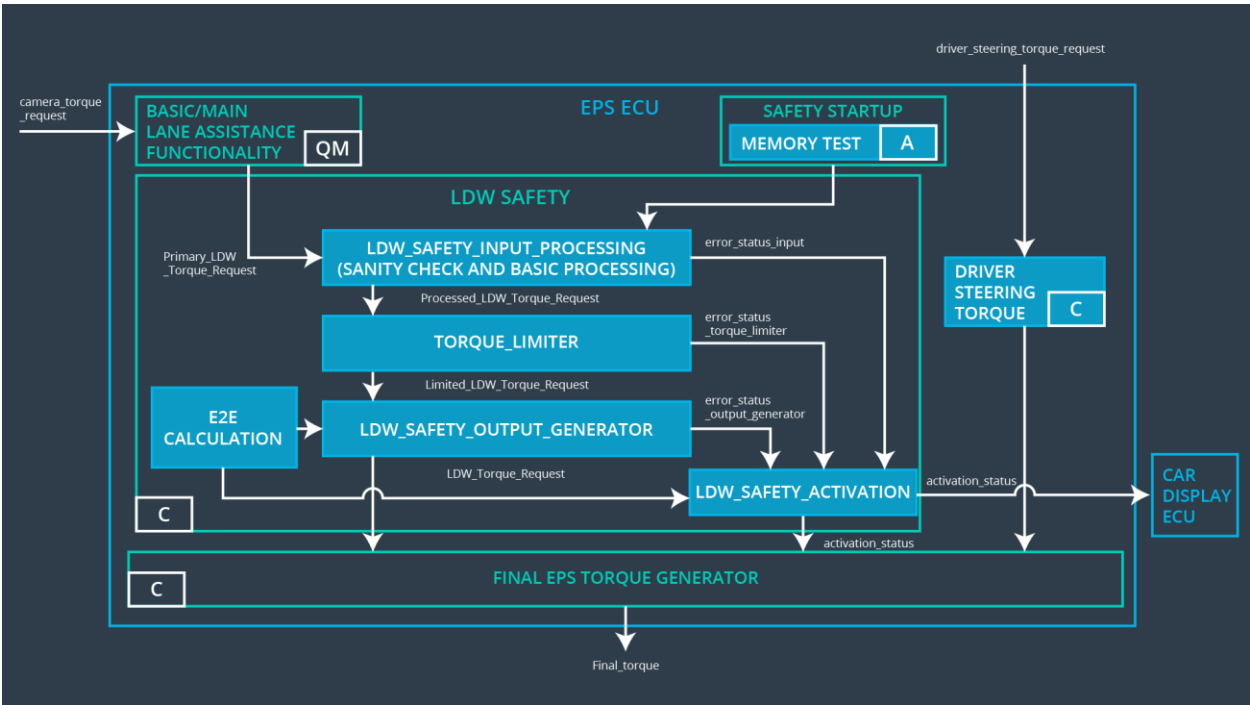 driver_steering_torque_request
camera_torque
_request
EPS ECU
BASIC/MAIN
LANE ASSISTANCE
FUNCTIONALITY
QM
SAFETY STARTUP
MEMORY TEST
A
LDW SAFETY
Primary_LDW
_Torque_Request
LDW_SAFETY_INPUT_PROCESSING
(SANITY CHECK AND BASIC PROCESSING)
error_status_input
DRIVER
STEERING
TORQUE
C
Processed_LDW_Torque_Request
TORQUE_LIMITER
error_status
_torque_limiter
Limited_LDW_Torque_Request
E2E
CALCULATION
LDW_SAFETY_OUTPUT_GENERATOR
error_status
_output_generator
LDW_Torque_Request
LDW_SAFETY_ACTIVATION
activation_status
CAR
DISPLAY
ECU
C
activation_status
FINAL EPS TORQUE GENERATOR
C
Final_torque